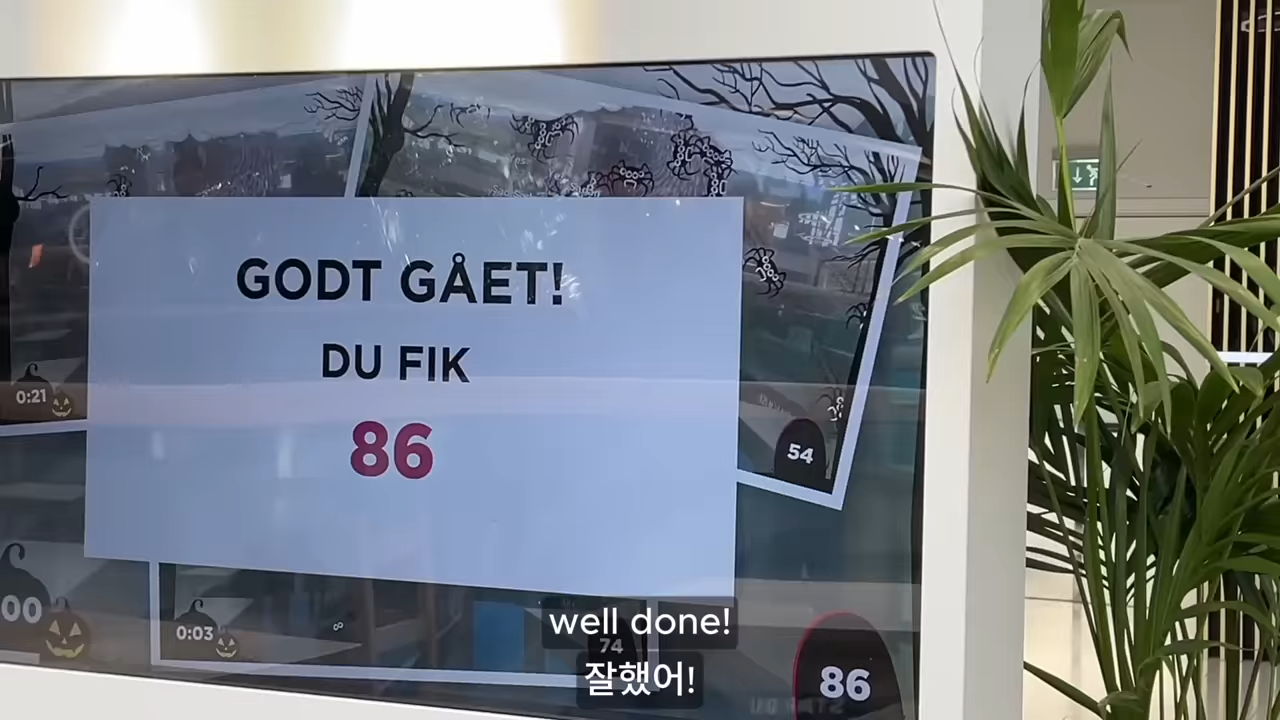 GODT GÅET!
DU FIK
86
0:21
54
00
0:03
74
86
well done!
잘했어!